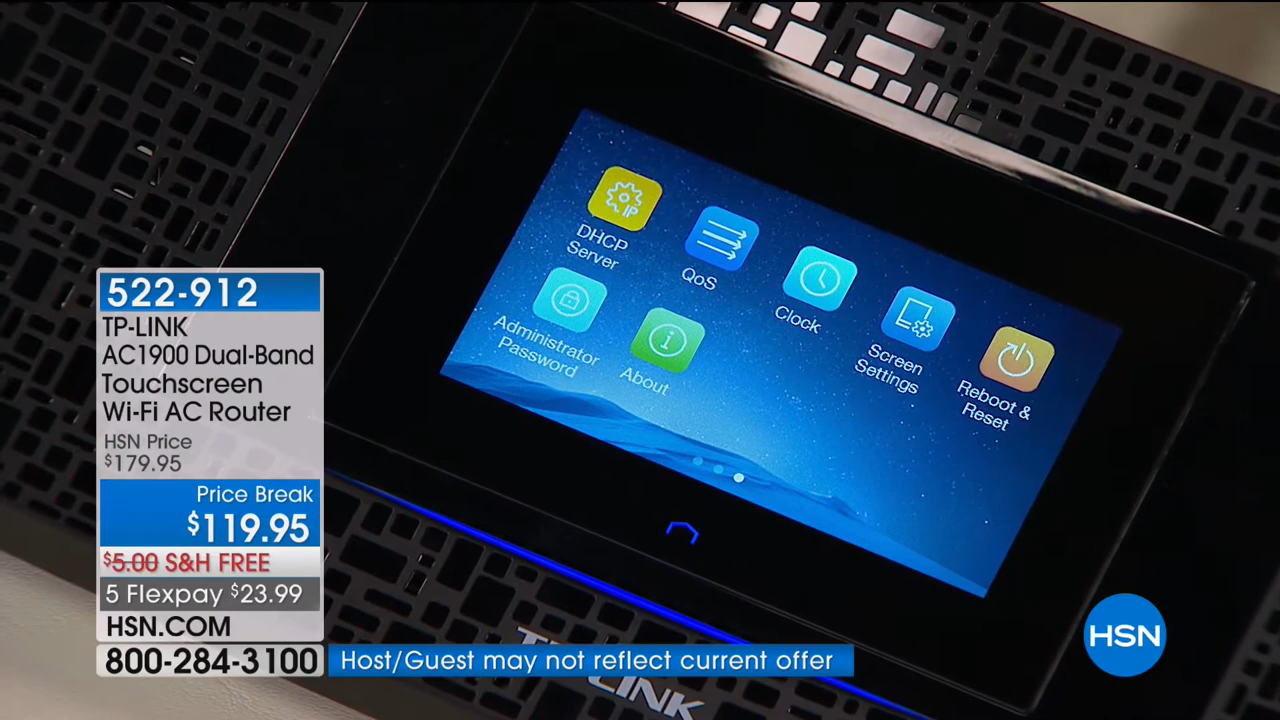 522-912
TP-LINK
AC1900 Dual-Band
Touchscreen
Wi-Fi AC Router
HSN Price
$179.95
Price Break
$119.95
$5.00 S&H FREE
5 Flexpay $23.99
HSN.COM
800-284-3100
Host/Guest may not reflect current offer
HSN
IP
DHCP
Server
QoS
Clock
Screen
Settings
Reboot &
Reset
Administrator
Password
About
TP-LINK